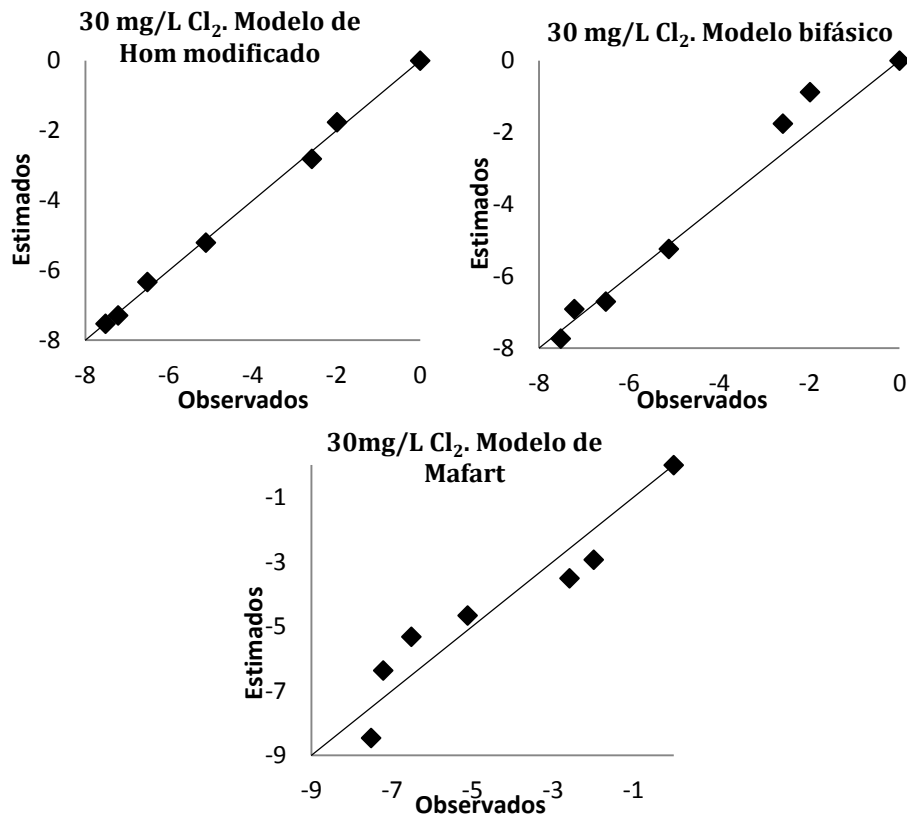 30 mg/L Cl₂. Modelo de
Hom modificado
0
-2
-4
-6
-8
Estimados
-8
-6
-4
-2
0
Observados
30 mg/L Cl₂. Modelo bifásico
0
-2
-4
-6
-8
Estimados
-8
-6
-4
-2
0
Observados
30mg/L Cl₂. Modelo de
Mafart
-1
-3
-5
-7
-9
Estimados
-9
-7
-5
-3
-1
Observados